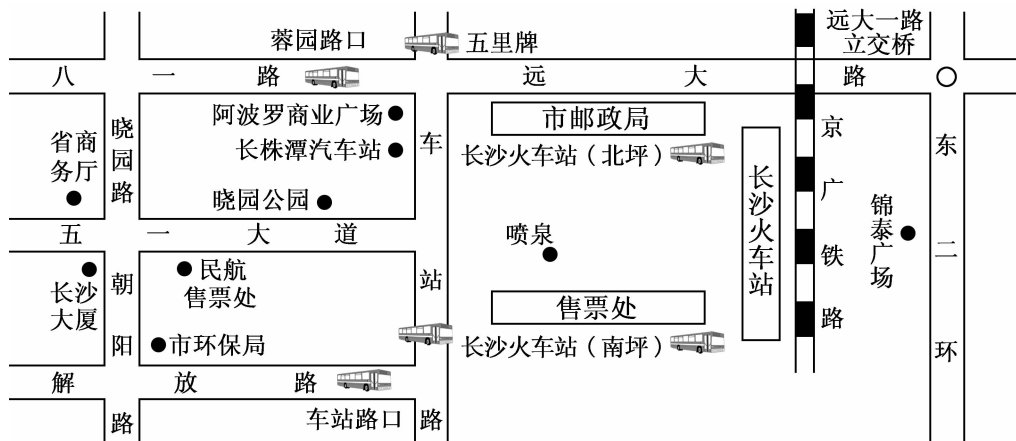 蓉园路口
五里牌
远大一路
立交桥
八一路
远大路
阿波罗商业广场
市邮政局
省商
务厅
晓园路
长株潭汽车站
长沙火车站（北坪）
晓园公园
车站路
长沙火车站
京广铁路
锦泰广场
东二环
五一大道
喷泉
长沙
大厦
朝阳路
民航
售票处
售票处
市环保局
长沙火车站（南坪）
解放路
车站路口